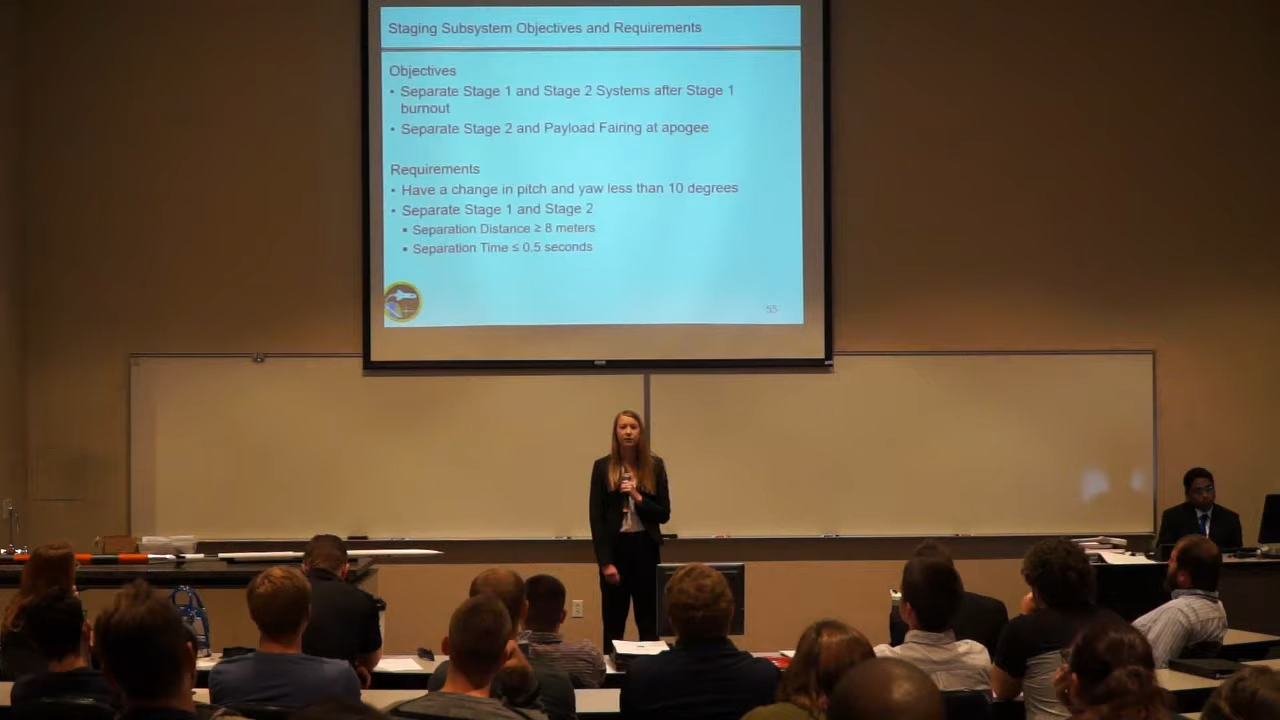 Staging Subsystem Objectives and Requirements
Objectives
• Separate Stage 1 and Stage 2 Systems after Stage 1
burnout
• Separate Stage 2 and Payload Fairing at apogee
Requirements
• Have a change in pitch and yaw less than 10 degrees
• Separate Stage 1 and Stage 2
▪ Separation Distance ≥ 8 meters
▪ Separation Time ≤ 0.5 seconds
55